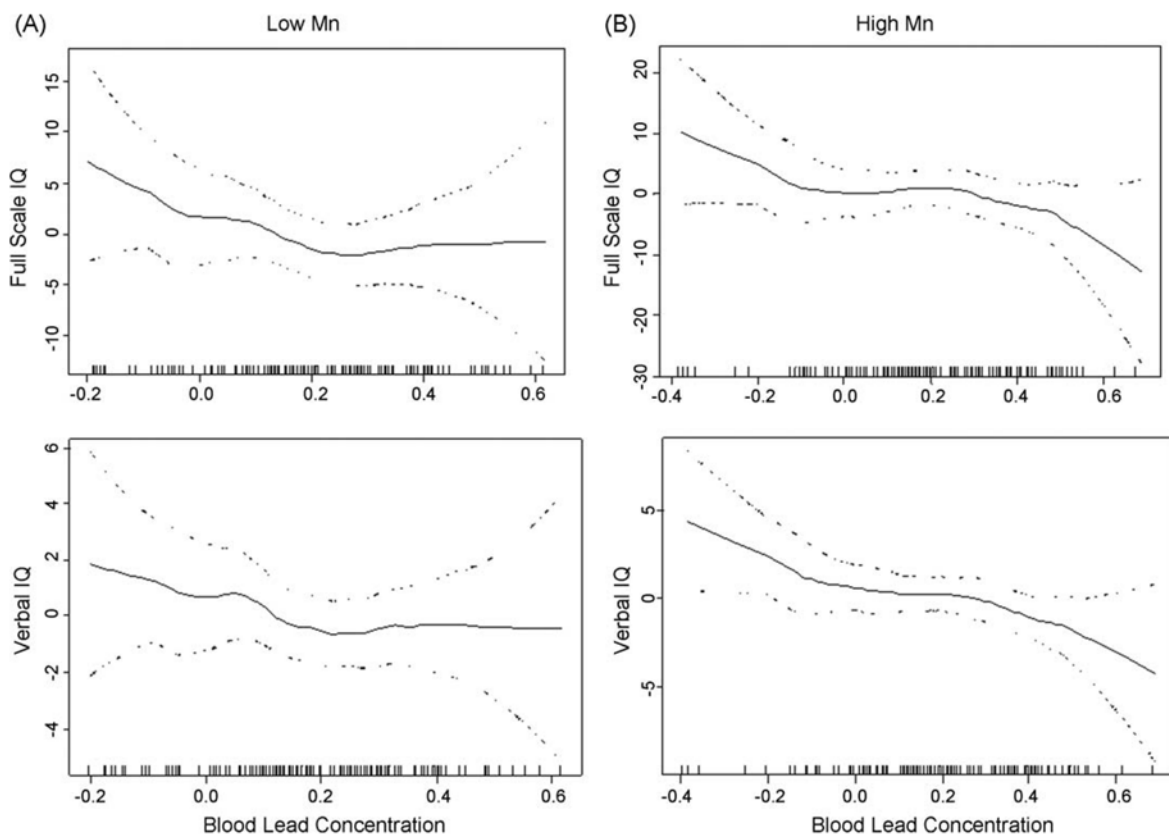 (A) Low Mn
(B) High Mn
Full Scale IQ
15
10
5
0
-5
-10
-0.2 0.0 0.2 0.4 0.6
Full Scale IQ
20
10
0
-10
-20
-30
-0.4 -0.2 0.0 0.2 0.4 0.6
Verbal IQ
6
4
2
0
-2
-4
-0.2 0.0 0.2 0.4 0.6
Blood Lead Concentration
Verbal IQ
5
0
-5
-0.4 -0.2 0.0 0.2 0.4 0.6
Blood Lead Concentration